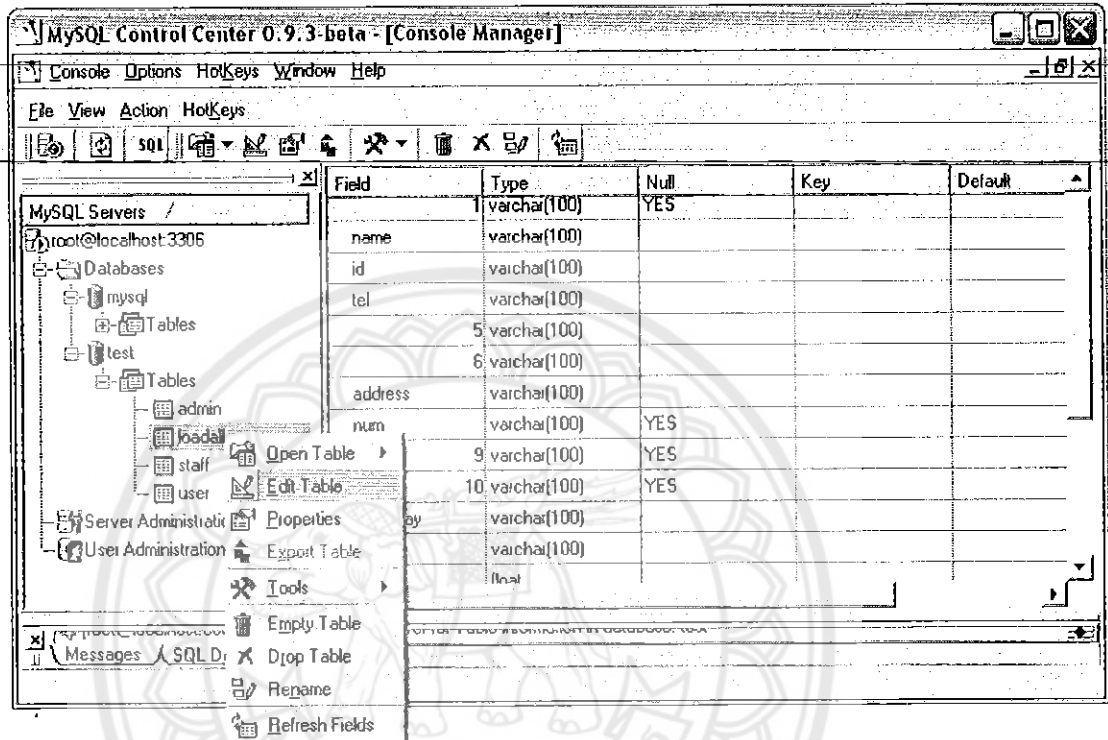 MySQL Control Center 0.9.3-beta - [Console Manager]
Console Options HotKeys Window Help
File View Action HotKeys
SQL
MySQL Servers
root@localhost:3306
Databases
mysql
Tables
test
Tables
admin
loadal
staff
user
Server Administratio
User Administration
Field Type Null Key Default
1 varchar(100) YES
name varchar(100)
id varchar(100)
tel varchar(100)
5 varchar(100)
6 varchar(100)
address varchar(100)
num varchar(100) YES
9 varchar(100) YES
10 varchar(100) YES
ay varchar(100)
varchar(100)
float
Open Table
Edit Table
Properties
Export Table
Tools
Empty Table
Drop Table
Rename
Refresh Fields
Messages SQL D